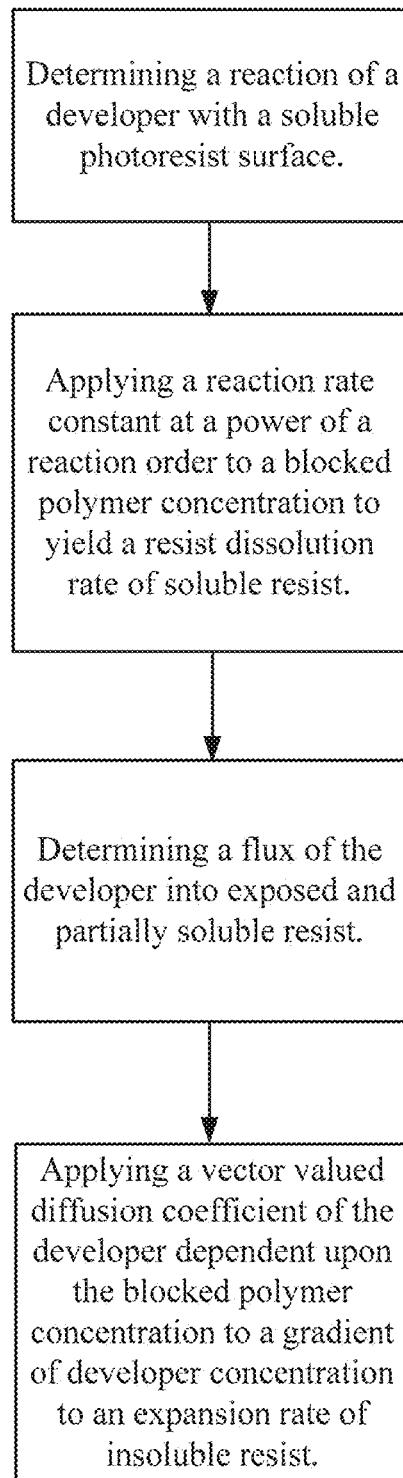 Determining a reaction of a
developer with a soluble
photoresist surface.
Applying a reaction rate
constant at a power of a
reaction order to a blocked
polymer concentration to
yield a resist dissolution
rate of soluble resist.
Determining a flux of the
developer into exposed and
partially soluble resist.
Applying a vector valued
diffusion coefficient of the
developer dependent upon
the blocked polymer
concentration to a gradient
of developer concentration
to an expansion rate of
insoluble resist.